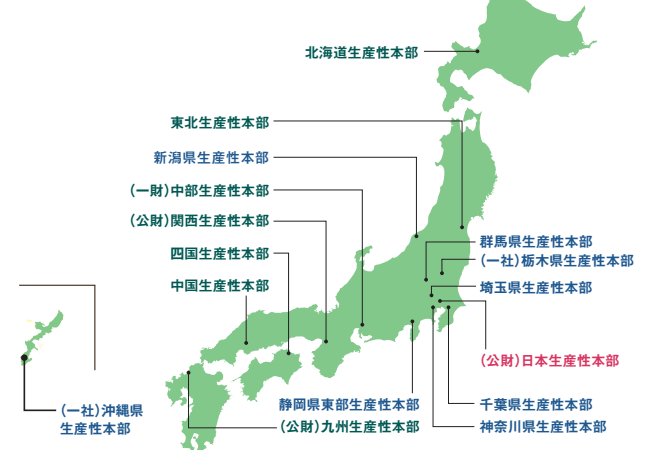 北海道生産性本部
東北生産性本部
新潟県生産性本部
(一財)中部生産性本部
(公財)関西生産性本部
四国生産性本部
中国生産性本部
群馬県生産性本部
(一社)栃木県生産性本部
埼玉県生産性本部
(公財)日本生産性本部
千葉県生産性本部
神奈川県生産性本部
静岡県東部生産性本部
(公財)九州生産性本部
(一社)沖縄県
生産性本部